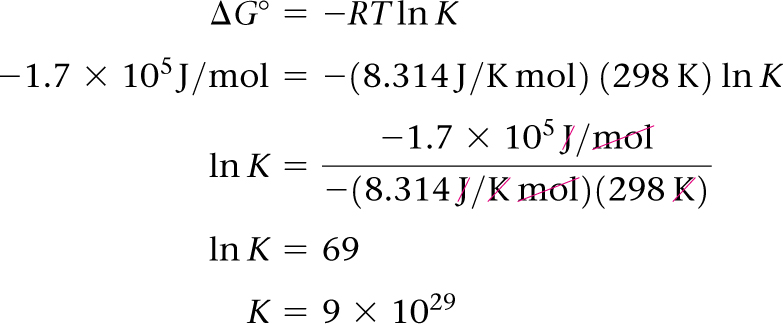 ΔG° = −RT ln K
−1.7 × 10⁵ J/mol = −(8.314 J/K mol) (298 K) ln K
ln K = −1.7 × 10⁵ J/mol / −(8.314 J/K mol)(298 K)
ln K = 69
K = 9 × 10²⁹